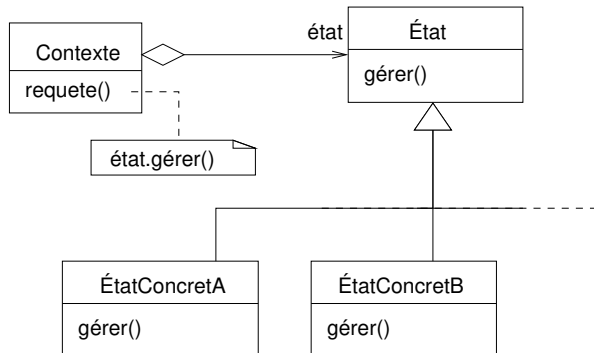 état
État
Contexte
gérer()
requete()
état.gérer()
ÉtatConcretA
ÉtatConcretB
gérer()
gérer()